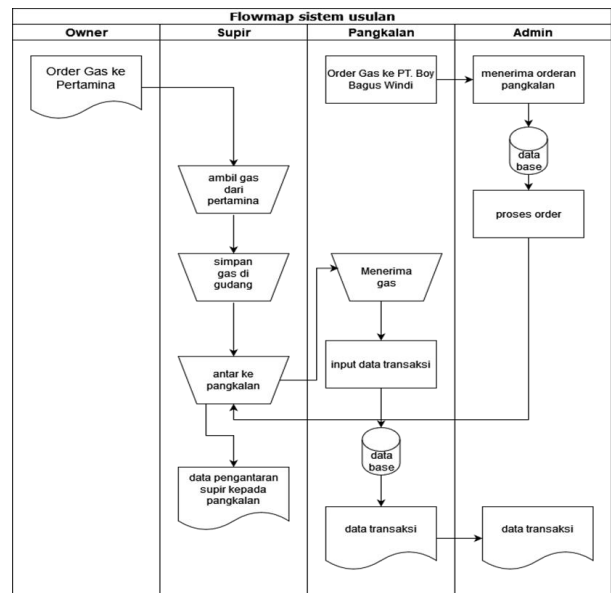 Flowmap sistem usulan
Owner
Supir
Pangkalan
Admin
Order Gas ke
Pertamina
Order Gas ke PT. Boy
Bagus Windi
menerima orderan
pangkalan
data
base
ambil gas
dari
pertamina
proses order
simpan
gas di
gudang
Menerima
gas
antar ke
pangkalan
input data transaksi
data
base
data pengantaran
supir kepada
pangkalan
data transaksi
data transaksi